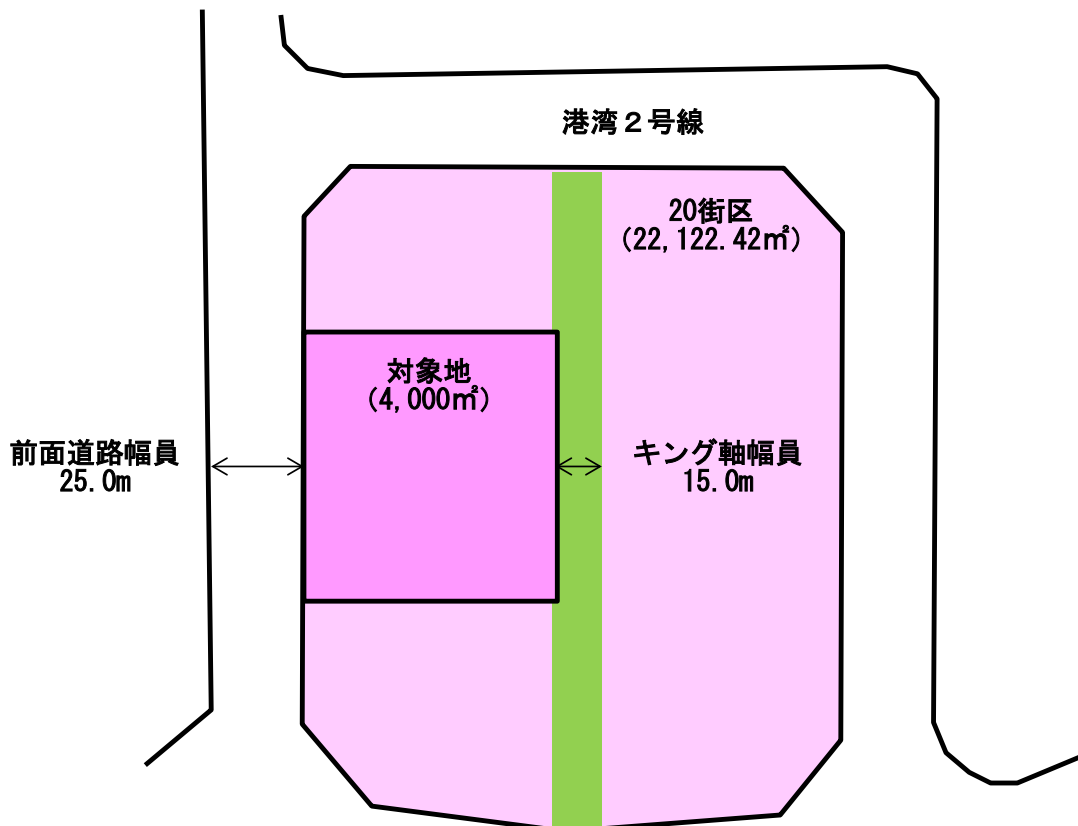 港湾２号線
20街区
(22,122.42㎡)
対象地
(4,000㎡)
前面道路幅員
25.0m
キング軸幅員
15.0m